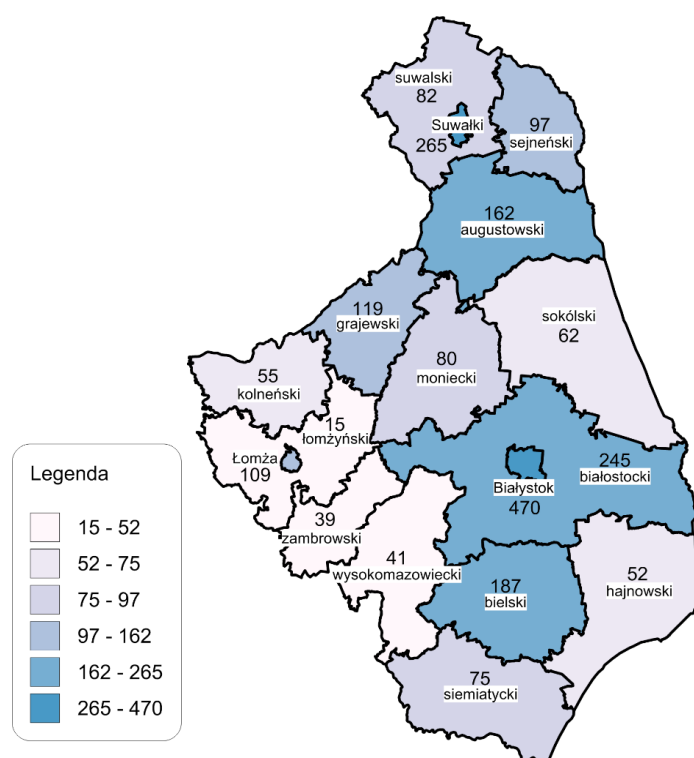 suwalski
82
Suwałki
265
97
sejneński
162
augustowski
119
grajewski
sokólski
62
80
moniecki
55
kolneński
15
łomżyński
Łomża
109
245
białostocki
Białystok
470
39
zambrowski
41
wysokomazowiecki
187
bielski
52
hajnowski
75
siemiatycki
Legenda
15 - 52
52 - 75
75 - 97
97 - 162
162 - 265
265 - 470